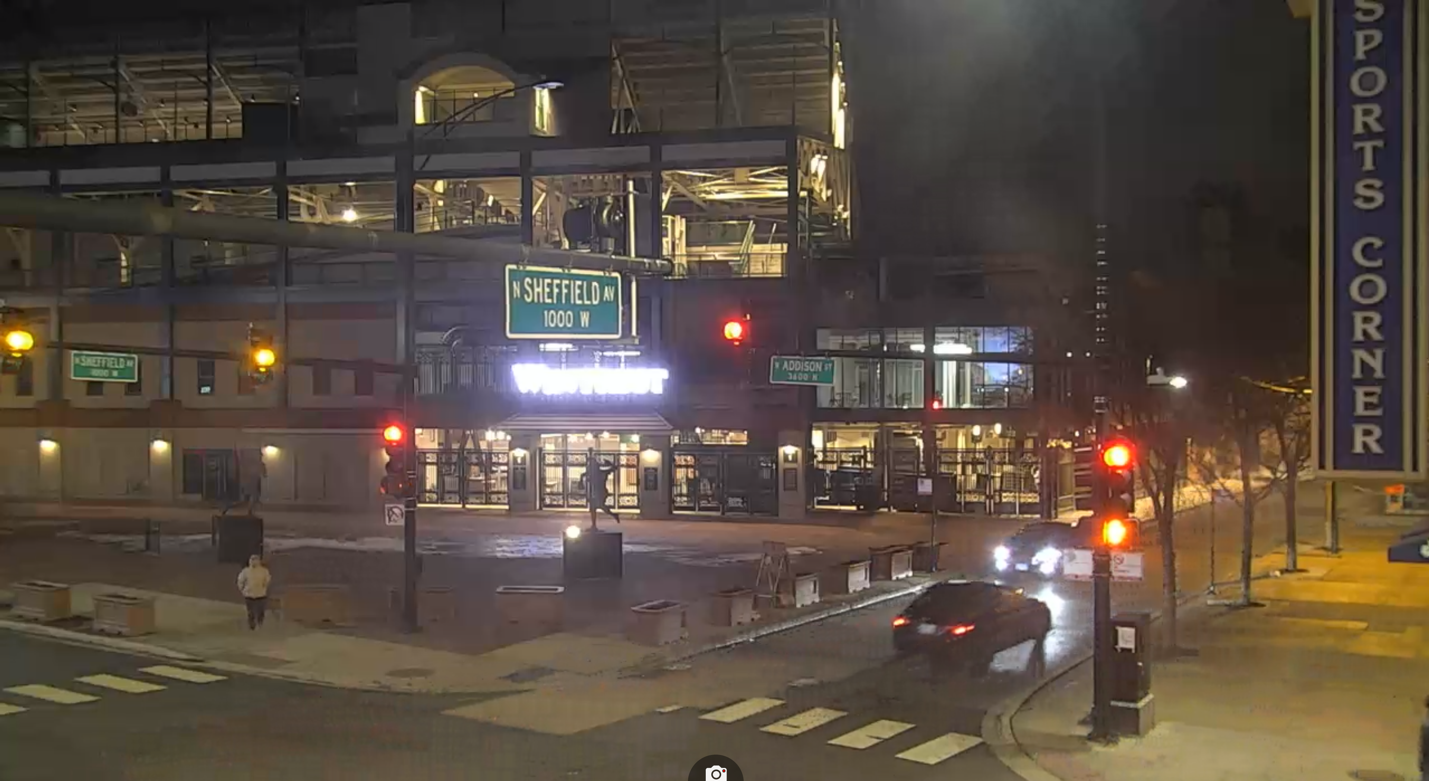 SPORTS CORNER
N SHEFFIELD AV
1000 W
N SHEFFIELD AV
1000 W
W ADDISON ST
3600 N